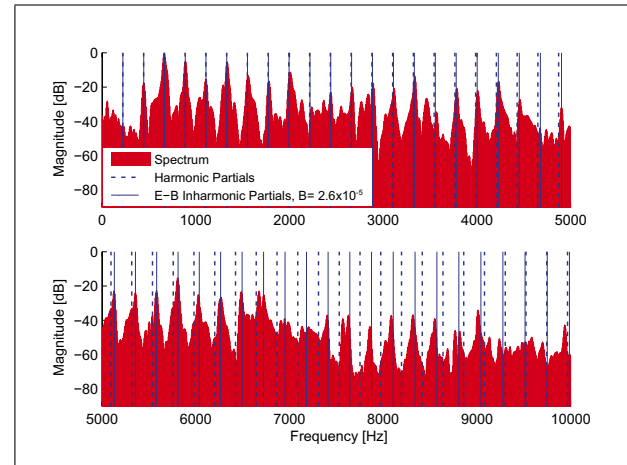 0
−20
−40
−60
−80
Magnitude [dB]
Spectrum
Harmonic Partials
E−B Inharmonic Partials, B= 2.6x10⁻⁵
0 1000 2000 3000 4000 5000
0
−20
−40
−60
−80
Magnitude [dB]
5000 6000 7000 8000 9000 10000
Frequency [Hz]